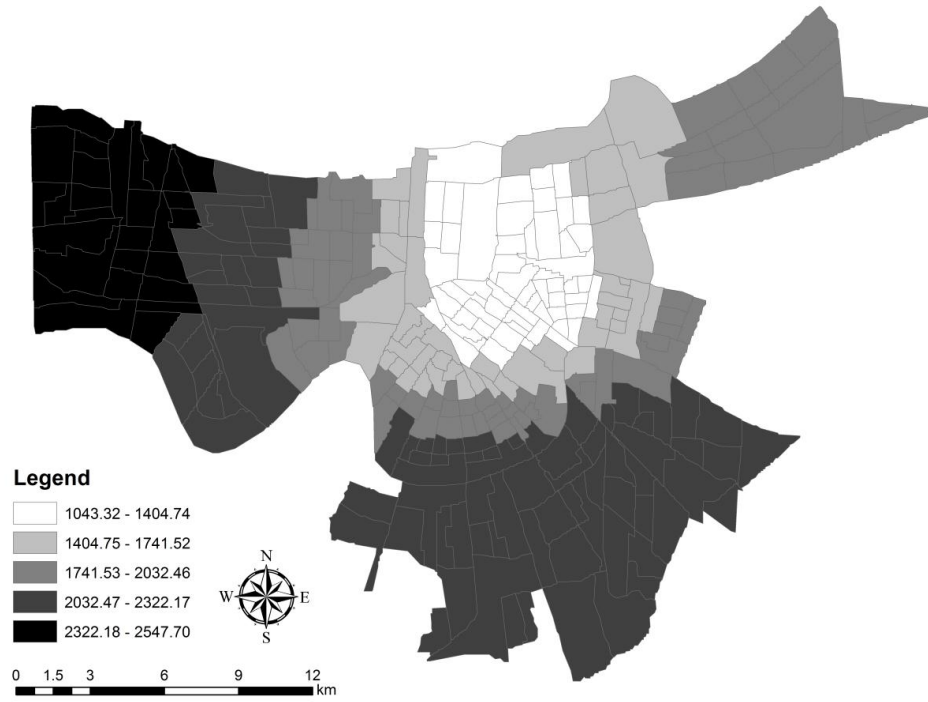 Legend
1043.32 - 1404.74
1404.75 - 1741.52
1741.53 - 2032.46
2032.47 - 2322.17
2322.18 - 2547.70
N
W E
S
0 1.5 3 6 9 12
km